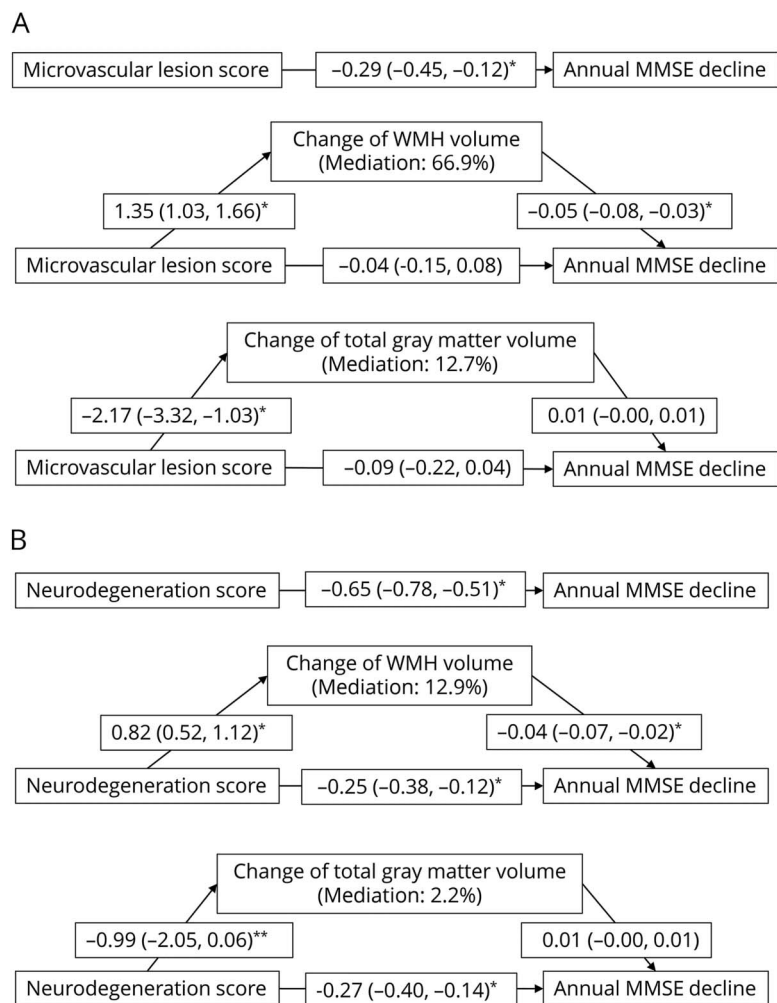 A
Microvascular lesion score
–0.29 (–0.45, –0.12)*
Annual MMSE decline
Change of WMH volume
(Mediation: 66.9%)
1.35 (1.03, 1.66)*
–0.05 (–0.08, –0.03)*
Microvascular lesion score
–0.04 (-0.15, 0.08)
Annual MMSE decline
Change of total gray matter volume
(Mediation: 12.7%)
–2.17 (–3.32, –1.03)*
0.01 (–0.00, 0.01)
Microvascular lesion score
–0.09 (–0.22, 0.04)
Annual MMSE decline
B
Neurodegeneration score
–0.65 (–0.78, –0.51)*
Annual MMSE decline
Change of WMH volume
(Mediation: 12.9%)
0.82 (0.52, 1.12)*
–0.04 (–0.07, –0.02)*
Neurodegeneration score
–0.25 (–0.38, –0.12)*
Annual MMSE decline
Change of total gray matter volume
(Mediation: 2.2%)
–0.99 (–2.05, 0.06)**
0.01 (–0.00, 0.01)
Neurodegeneration score
-0.27 (–0.40, –0.14)*
Annual MMSE decline